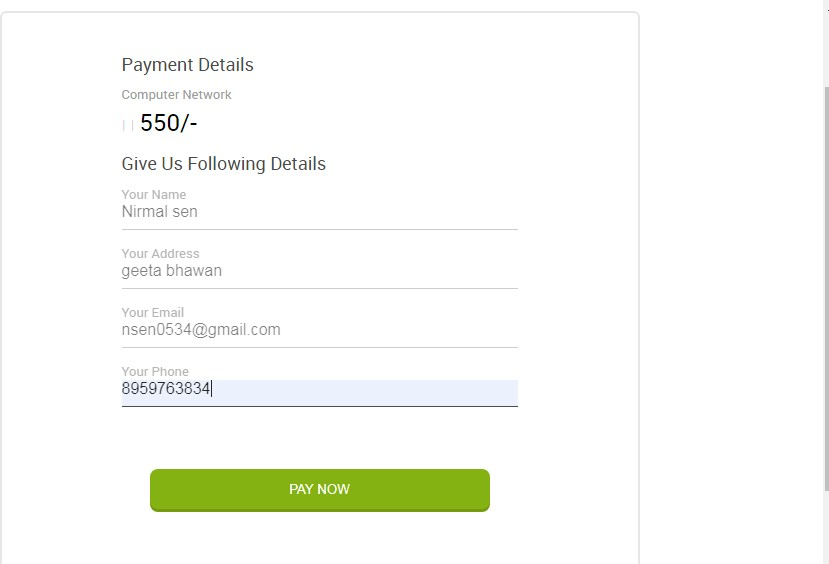 Payment Details
Computer Network
550/-
Give Us Following Details
Your Name
Nirmal sen
Your Address
geeta bhawan
Your Email
nsen0534@gmail.com
Your Phone
8959763834
PAY NOW